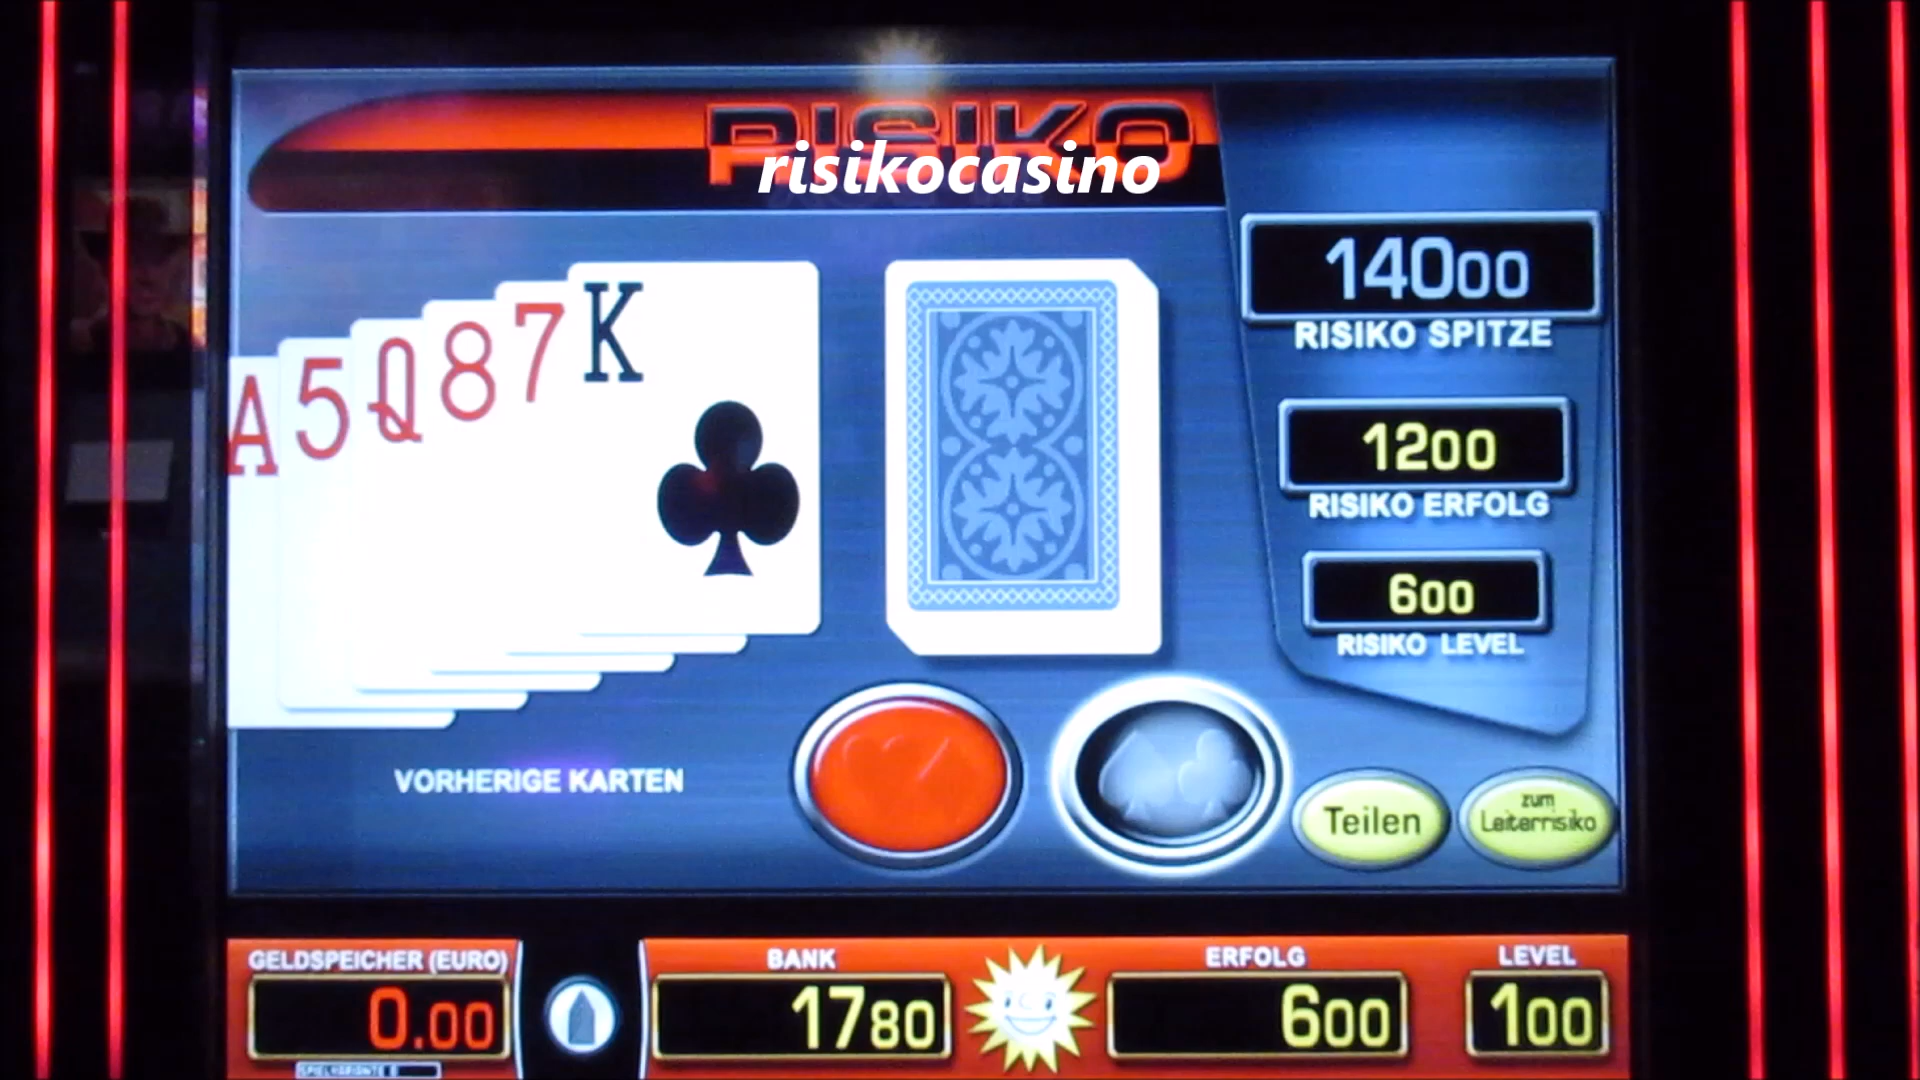 RISIKO
risikocasino
A 5 Q 8 7 K
14000
RISIKO SPITZE
1200
RISIKO ERFOLG
600
RISIKO LEVEL
VORHERIGE KARTEN
Teilen
zum
Leiterrisiko
GELDSPEICHER (EURO)
0.00
BANK
1780
ERFOLG
600
LEVEL
100